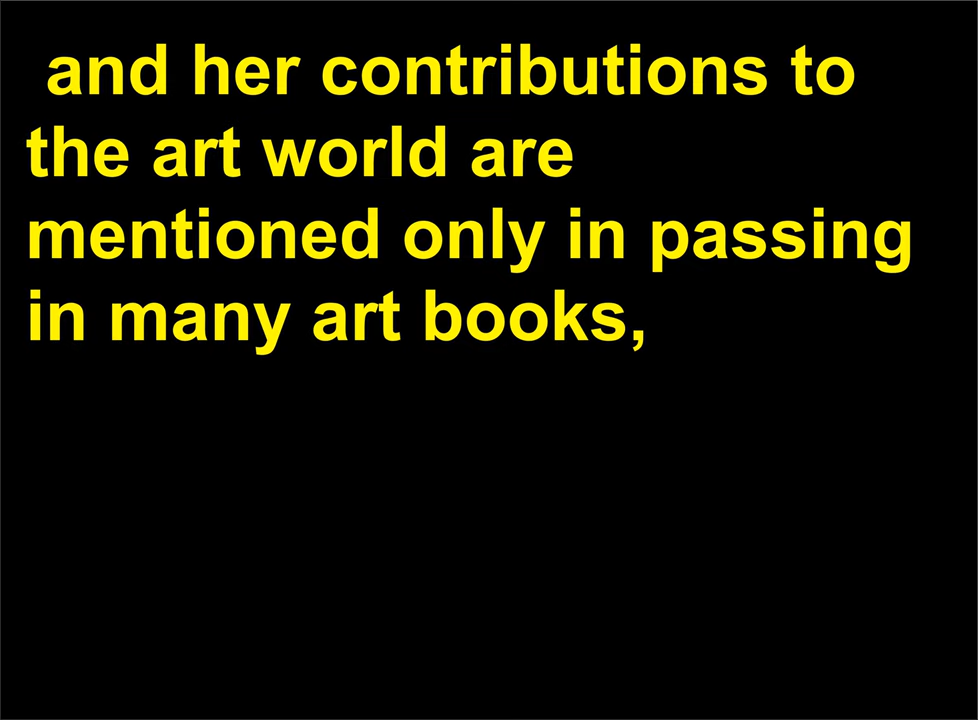 and her contributions to
the art world are
mentioned only in passing
in many art books,